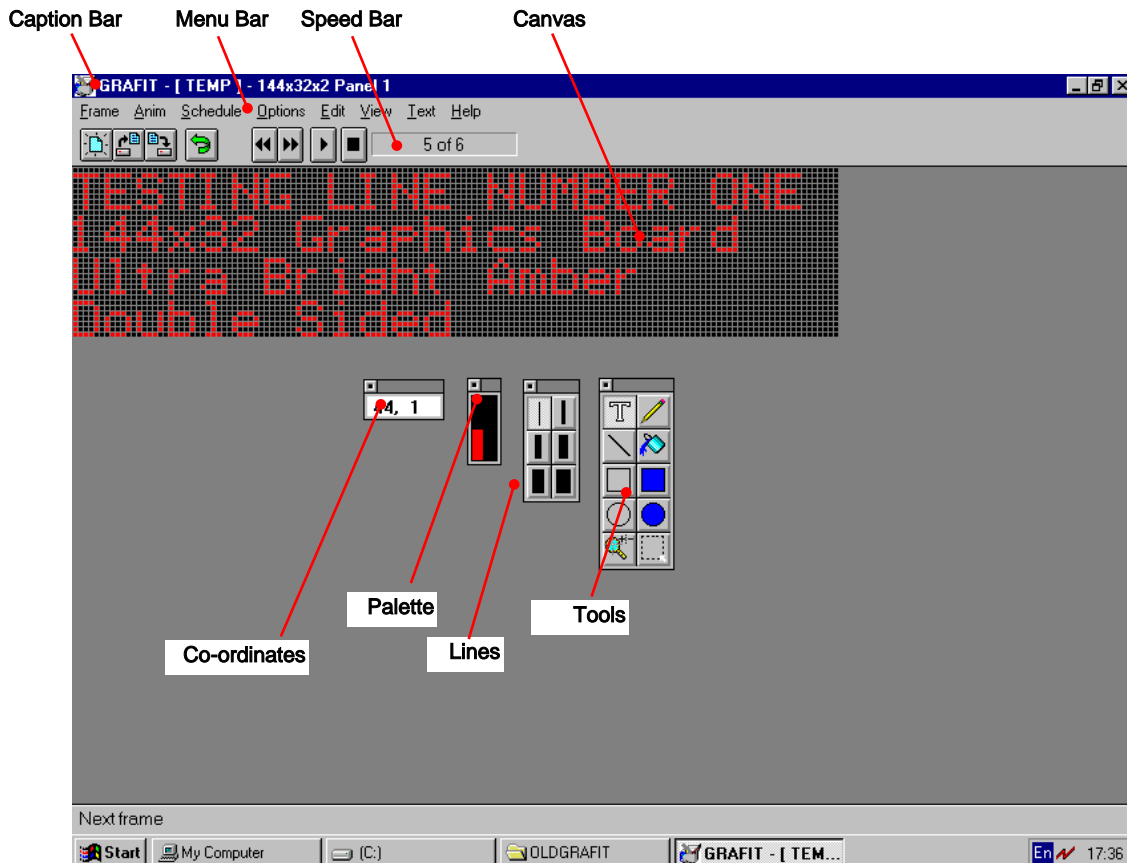 Caption Bar Menu Bar Speed Bar Canvas
GRAFIT - [ TEMP ] - 144x32x2 Panel 1
Frame Anim Schedule Options Edit View Text Help
5 of 6
TESTING LINE NUMBER ONE
144x32 Graphics Board
Ultra Bright Amber
Double Sided
44, 1
T
Palette
Tools
Co-ordinates
Lines
Next frame
Start My Computer (C:) OLDGRAFIT GRAFIT - [ TEM... En 17:36